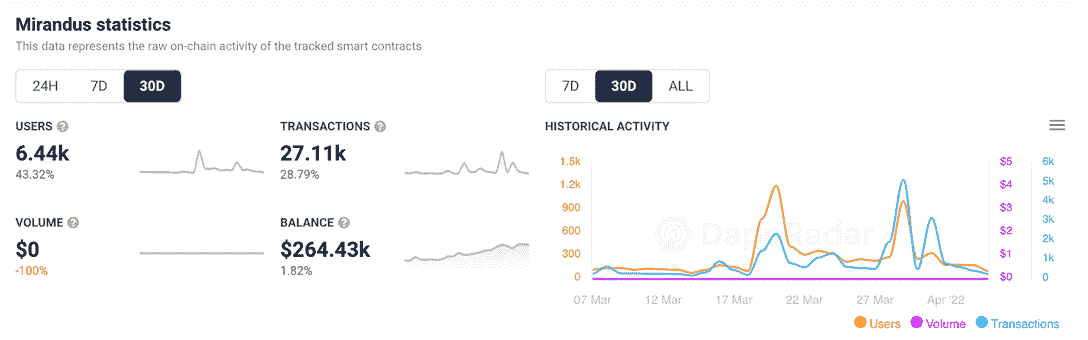 Mirandus statistics
This data represents the raw on-chain activity of the tracked smart contracts
24H 7D 30D
7D 30D ALL
USERS ?
6.44k
43.32%
TRANSACTIONS ?
27.11k
28.79%
VOLUME ?
$0
-100%
BALANCE ?
$264.43k
1.82%
HISTORICAL ACTIVITY
1.5k
1.2k
900
600
300
0
$5
$4
$3
$2
$1
$0
6k
5k
4k
3k
2k
1k
0
DappRadar
07 Mar 12 Mar 17 Mar 22 Mar 27 Mar Apr '22
Users Volume Transactions